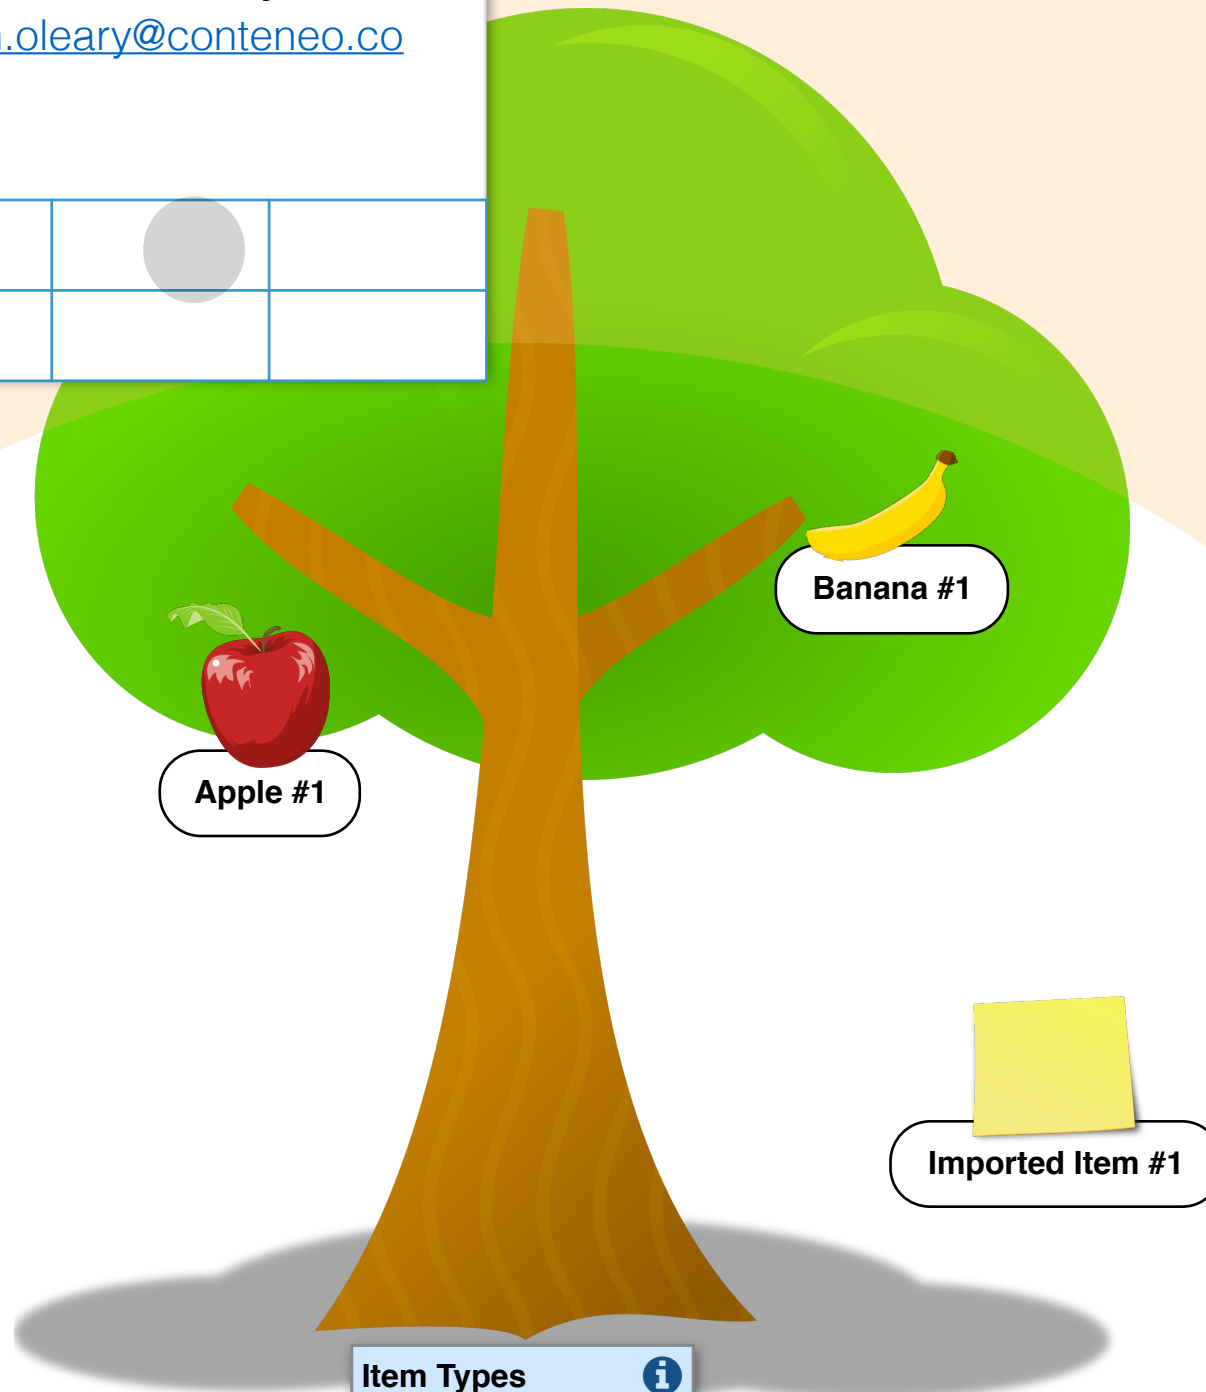 .oleary@conteneo.co
Banana #1
Apple #1
Imported Item #1
Item Types